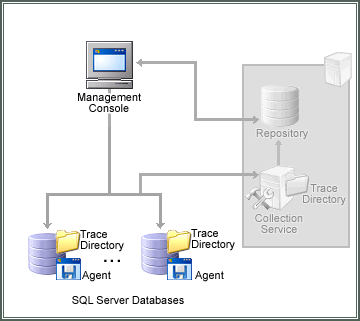 Management
Console
Repository
Trace
Directory
Collection
Service
Trace
Directory
Agent
...
Trace
Directory
Agent
SQL Server Databases